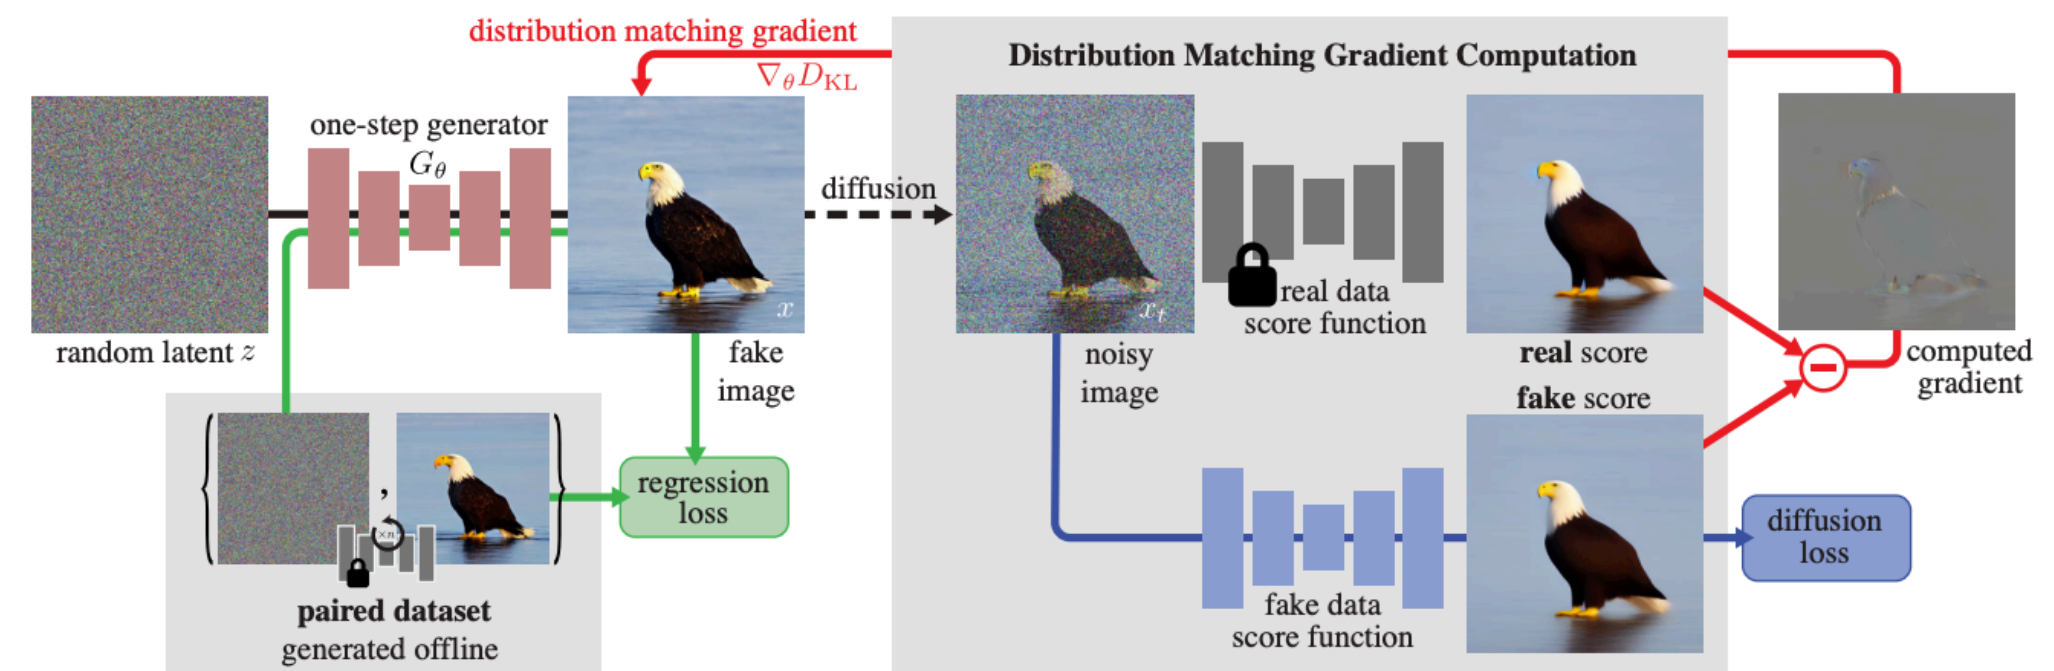 distribution matching gradient
∇θ D_KL
Distribution Matching Gradient Computation
one-step generator
Gθ
diffusion
x
x_t
real data
score function
random latent z
fake
image
noisy
image
real score
fake score
computed
gradient
,
×n
regression
loss
diffusion
loss
paired dataset
generated offline
fake data
score function